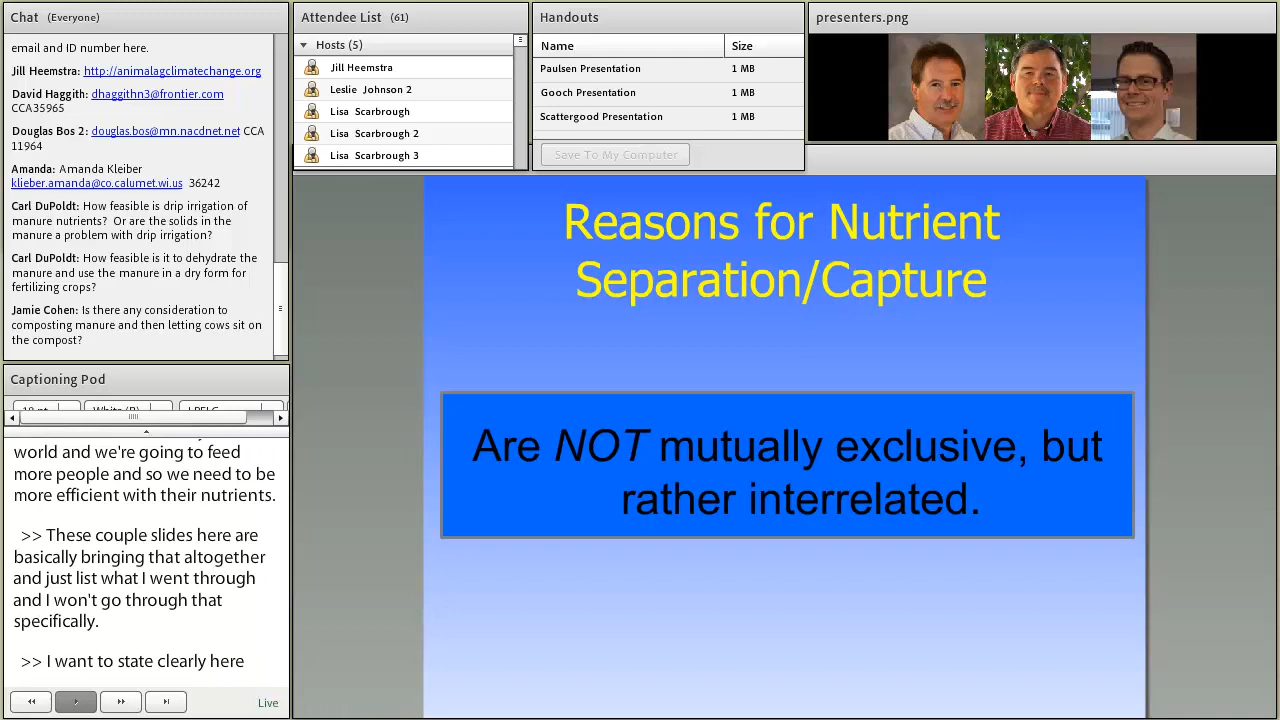 Chat (Everyone)
email and ID number here.
Jill Heemstra: http://animalagclimatechange.org
David Haggith: dhaggithn3@frontier.com
CCA35965
Douglas Bos 2: douglas.bos@mn.nacdnet.net CCA
11964
Amanda: Amanda Kleiber
klieber.amanda@co.calumet.wi.us 36242
Carl DuPoldt: How feasible is drip irrigation of
manure nutrients? Or are the solids in the
manure a problem with drip irrigation?
Carl DuPoldt: How feasible is it to dehydrate the
manure and use the manure in a dry form for
fertilizing crops?
Jamie Cohen: Is there any consideration to
composting manure and then letting cows sit on
the compost?
Attendee List (61)
Hosts (5)
Jill Heemstra
Leslie Johnson 2
Lisa Scarbrough
Lisa Scarbrough 2
Lisa Scarbrough 3
Handouts
Name Size
Paulsen Presentation 1 MB
Gooch Presentation 1 MB
Scattergood Presentation 1 MB
Save To My Computer
presenters.png
Captioning Pod
world and we're going to feed
more people and so we need to be
more efficient with their nutrients.
>> These couple slides here are
basically bringing that altogether
and just list what I went through
and I won't go through that
specifically.
>> I want to state clearly here
Live
Reasons for Nutrient
Separation/Capture
Are NOT mutually exclusive, but
rather interrelated.